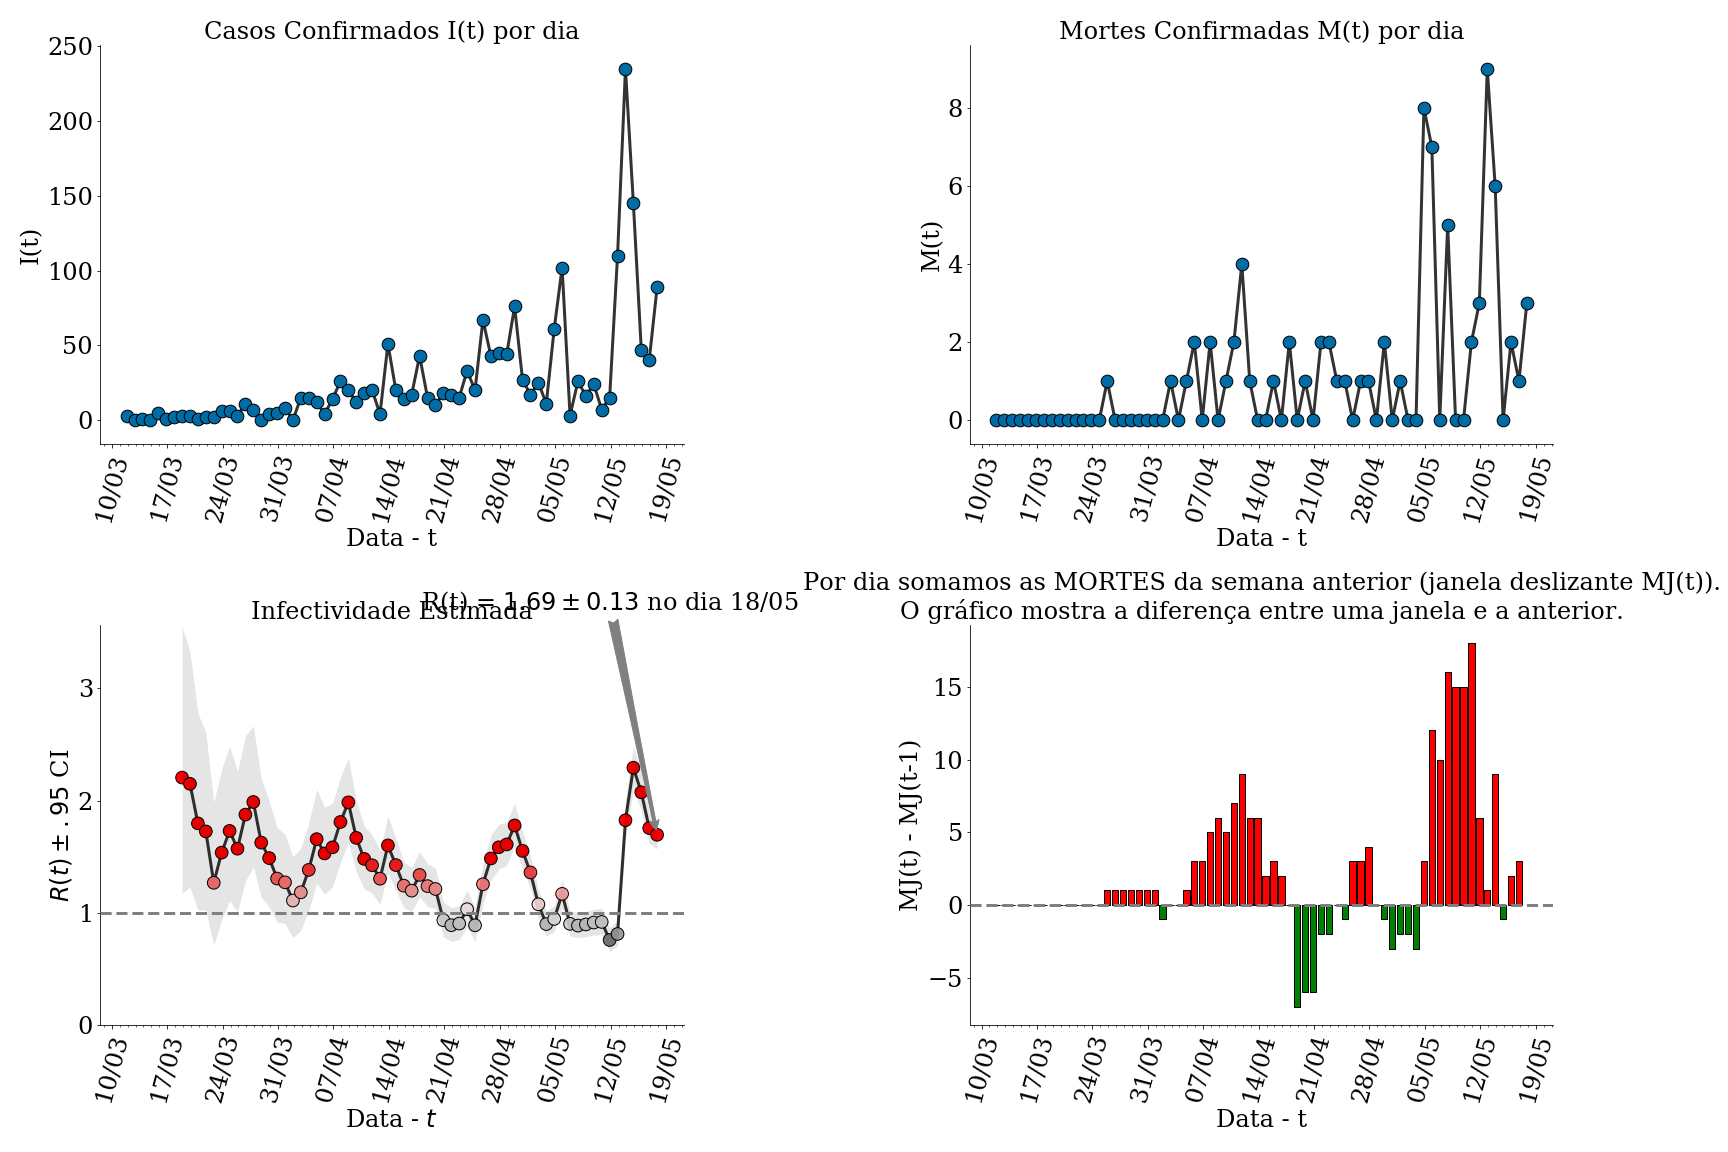 Casos Confirmados I(t) por dia
250
200
150
100
50
0
I(t)
10/03 17/03 24/03 31/03 07/04 14/04 21/04 28/04 05/05 12/05 19/05
Data - t
Mortes Confirmadas M(t) por dia
8
6
4
2
0
M(t)
10/03 17/03 24/03 31/03 07/04 14/04 21/04 28/04 05/05 12/05 19/05
Data - t
R(t) = 1.69 ± 0.13 no dia 18/05
Infectividade Estimada
3
2
1
0
R(t) ± .95 CI
10/03 17/03 24/03 31/03 07/04 14/04 21/04 28/04 05/05 12/05 19/05
Data - t
Por dia somamos as MORTES da semana anterior (janela deslizante MJ(t)).
O gráfico mostra a diferença entre uma janela e a anterior.
15
10
5
0
−5
MJ(t) - MJ(t-1)
10/03 17/03 24/03 31/03 07/04 14/04 21/04 28/04 05/05 12/05 19/05
Data - t